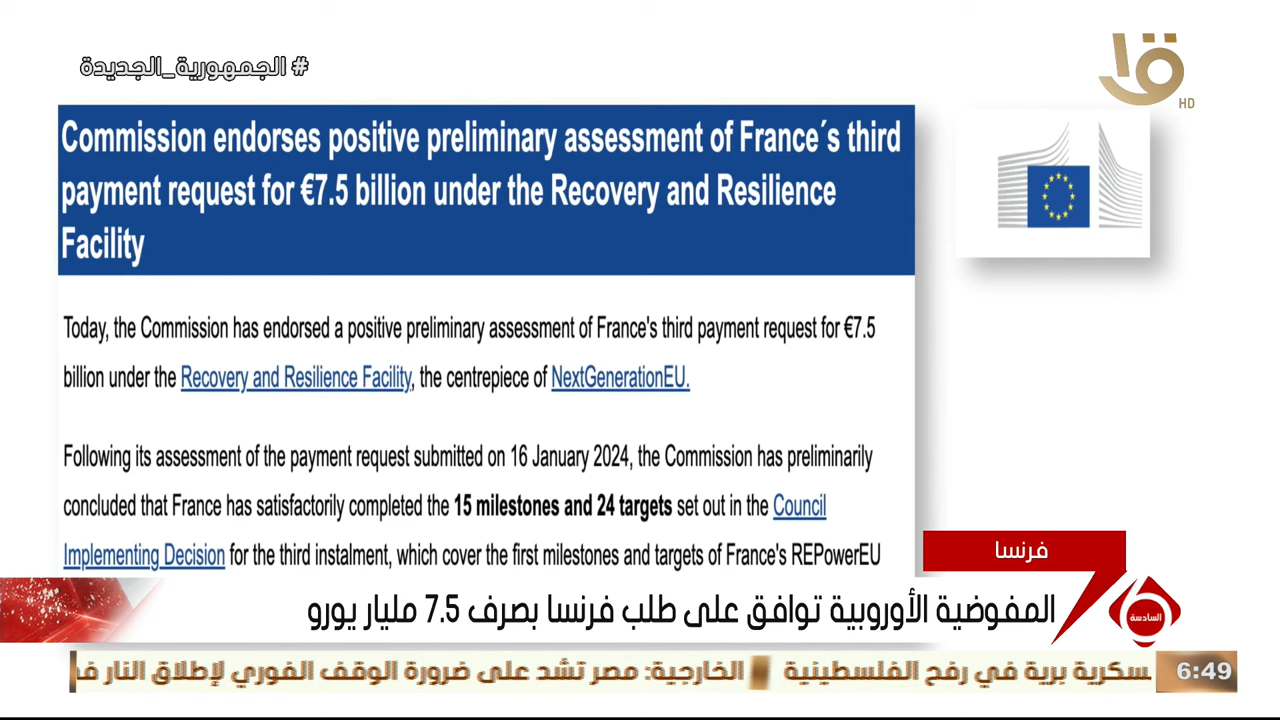 # الجمهورية_الجديدة
HD
Commission endorses positive preliminary assessment of France´s third
payment request for €7.5 billion under the Recovery and Resilience
Facility
Today, the Commission has endorsed a positive preliminary assessment of France's third payment request for €7.5
billion under the Recovery and Resilience Facility, the centrepiece of NextGenerationEU.
Following its assessment of the payment request submitted on 16 January 2024, the Commission has preliminarily
concluded that France has satisfactorily completed the 15 milestones and 24 targets set out in the Council
Implementing Decision for the third instalment, which cover the first milestones and targets of France's REPowerEU
فرنسا
المفوضية الأوروبية توافق على طلب فرنسا بصرف 7.5 مليار يورو
السادسة
سكرية برية في رفح الفلسطينية
الخارجية: مصر تشد على ضرورة الوقف الفوري لإطلاق النار
6:49